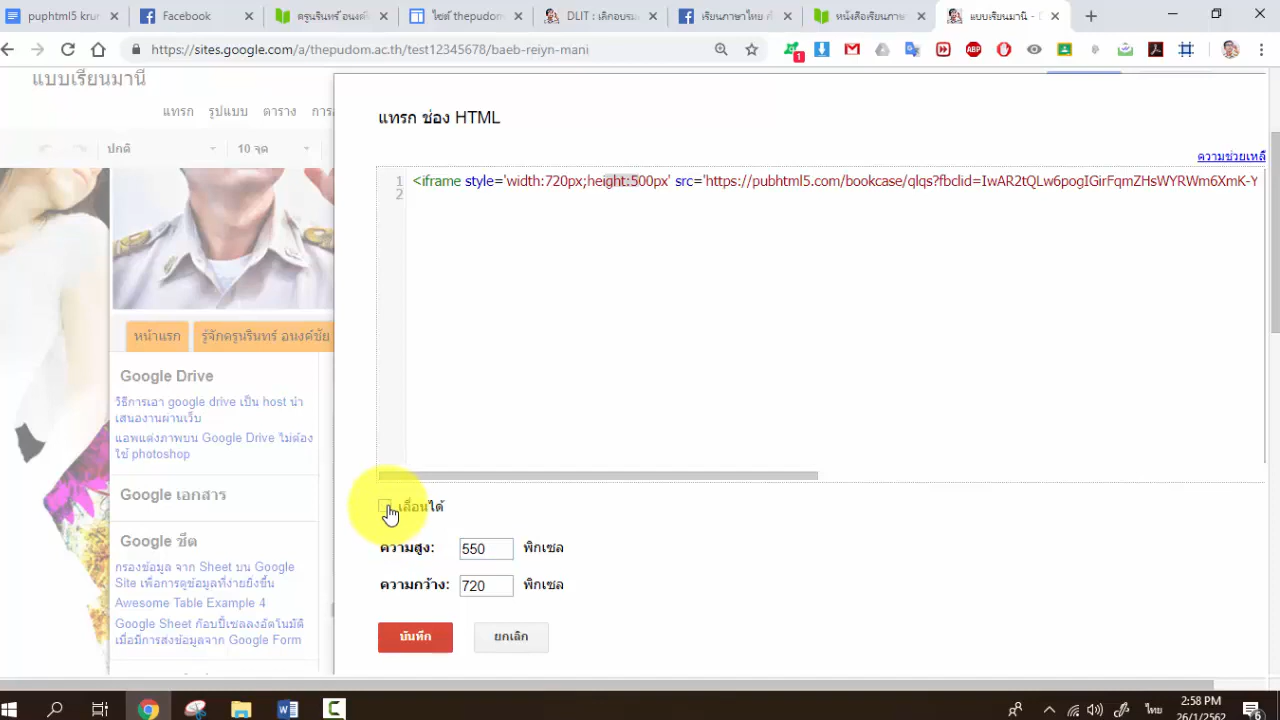 puphtml5 kru
Facebook
ครูนรินทร์ อนงค์
ไซต์ thepudom
DLIT : เลือกอบรม
เรียนภาษาไทย
หนังสือเรียนภาษ
แบบเรียนมานี - D
https://sites.google.com/a/thepudom.ac.th/test12345678/baeb-reiyn-mani
1
ABP
แบบเรียนมานี
แทรก รูปแบบ ตาราง
ปกติ
10 จุด
แทรก ช่อง HTML
ความช่วยเหลื
1 <iframe style='width:720px;height:500px' src='https://pubhtml5.com/bookcase/qlqs?fbclid=IwAR2tQLw6pogIGirFqmZHsWYRWm6XmK-Y
2
หน้าแรก
รู้จักครูนรินทร์ อนงค์ชัย
Google Drive
วิธีการเอา google drive เป็น host นำ
เสนองานผ่านเว็บ
แอพแต่งภาพบน Google Drive ไม่ต้อง
ใช้ photoshop
Google เอกสาร
Google ชีต
กรองข้อมูล จาก Sheet บน Google
Site เพื่อการดูข้อมูลที่ง่ายยิ่งขึ้น
Awesome Table Example 4
Google Sheet ก๊อบปี้เซลลงอัตโนมัติ
เมื่อมีการส่งข้อมูลจาก Google Form
เลื่อนได้
ความสูง: 550 พิกเซล
ความกว้าง: 720 พิกเซล
บันทึก
ยกเลิก
ไทย
2:58 PM
26/1/2562
6